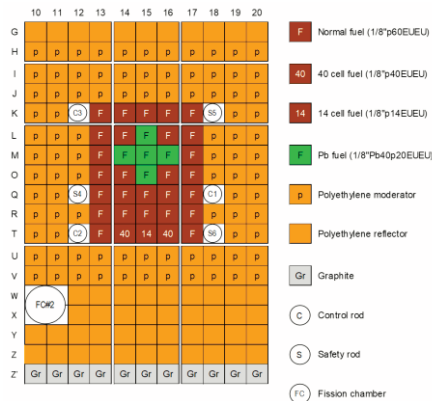 10 11 12 13 14 15 16 17 18 19 20
G
H p p p p p p p p p p p
I p p p p p p p p p p p
J p p p p p p p p p p p
K p p C3 F F F F F S5 p p
L p p p F F F F F p p p
M p p p F F F F F p p p
O p p p F F F F F p p p
Q p p S4 F F F F F C1 p p
R p p p F F F F F p p p
T p p C2 F 40 14 40 F S6 p p
U p p p p p p p p p p p
V p p p p p p p p p p p
W
FC#2
X
Y
Z
Z' Gr Gr Gr Gr Gr Gr Gr Gr Gr Gr Gr
F Normal fuel (1/8"p60EUEU)
40 40 cell fuel (1/8"p40EUEU)
14 14 cell fuel (1/8"p14EUEU)
F Pb fuel (1/8"Pb40p20EUEU)
p Polyethylene moderator
Polyethylene reflector
Gr Graphite
C Control rod
S Safety rod
FC Fission chamber